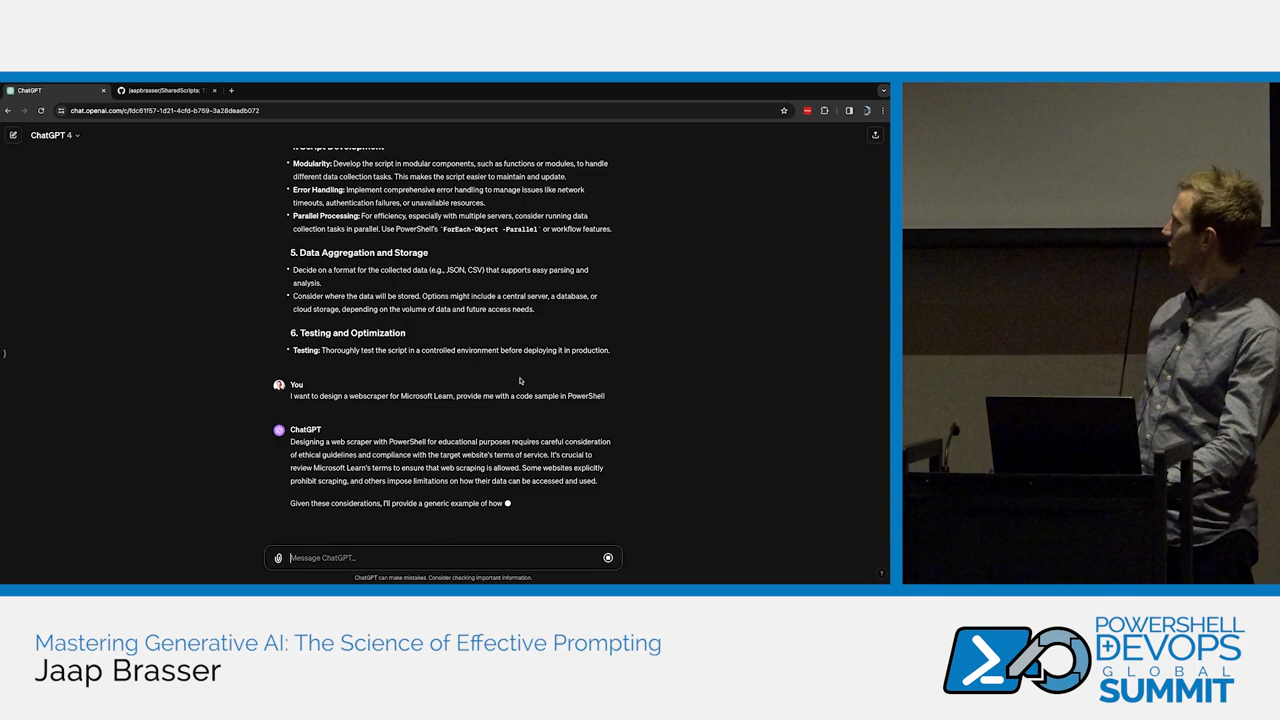 ChatGPT
jaapbrasser/SharedScripts: T
chat.openai.com/c/fdc61f57-1d21-4cfd-b759-3a28deadb072
ChatGPT 4
4. Script Development
• Modularity: Develop the script in modular components, such as functions or modules, to handle
different data collection tasks. This makes the script easier to maintain and update.
• Error Handling: Implement comprehensive error handling to manage issues like network
timeouts, authentication failures, or unavailable resources.
• Parallel Processing: For efficiency, especially with multiple servers, consider running data
collection tasks in parallel. Use PowerShell's `ForEach-Object -Parallel` or workflow features.
5. Data Aggregation and Storage
• Decide on a format for the collected data (e.g., JSON, CSV) that supports easy parsing and
analysis.
• Consider where the data will be stored. Options might include a central server, a database, or
cloud storage, depending on the volume of data and future access needs.
6. Testing and Optimization
• Testing: Thoroughly test the script in a controlled environment before deploying it in production.
}
You
I want to design a webscraper for Microsoft Learn, provide me with a code sample in PowerShell
ChatGPT
Designing a web scraper with PowerShell for educational purposes requires careful consideration
of ethical guidelines and compliance with the target website's terms of service. It's crucial to
review Microsoft Learn's terms to ensure that web scraping is allowed. Some websites explicitly
prohibit scraping, and others impose limitations on how their data can be accessed and used.
Given these considerations, I'll provide a generic example of how
Message ChatGPT...
ChatGPT can make mistakes. Consider checking important information.
?
Mastering Generative AI: The Science of Effective Prompting
Jaap Brasser
POWERSHELL
DEVOPS
GLOBAL
SUMMIT